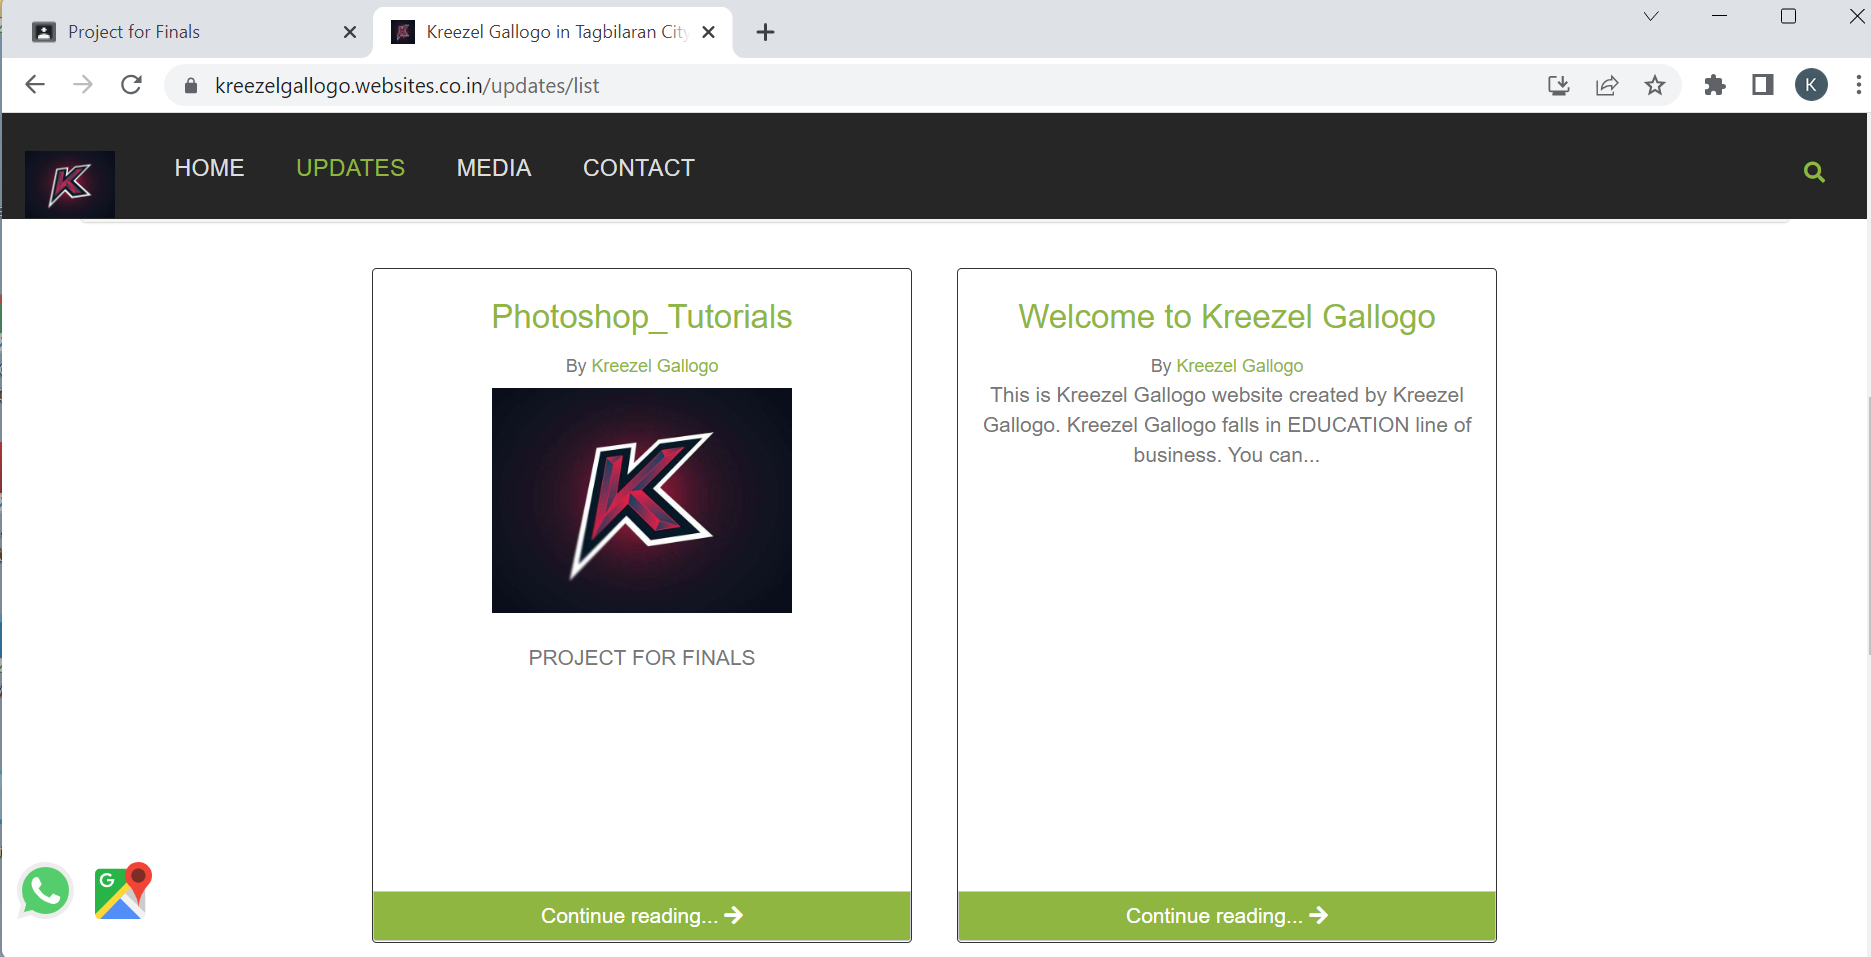 Project for Finals
Kreezel Gallogo in Tagbilaran City
kreezelgallogo.websites.co.in/updates/list
K
K
HOME UPDATES MEDIA CONTACT
Photoshop_Tutorials
By Kreezel Gallogo
K
PROJECT FOR FINALS
Continue reading...
Welcome to Kreezel Gallogo
By Kreezel Gallogo
This is Kreezel Gallogo website created by Kreezel
Gallogo. Kreezel Gallogo falls in EDUCATION line of
business. You can...
Continue reading...
G